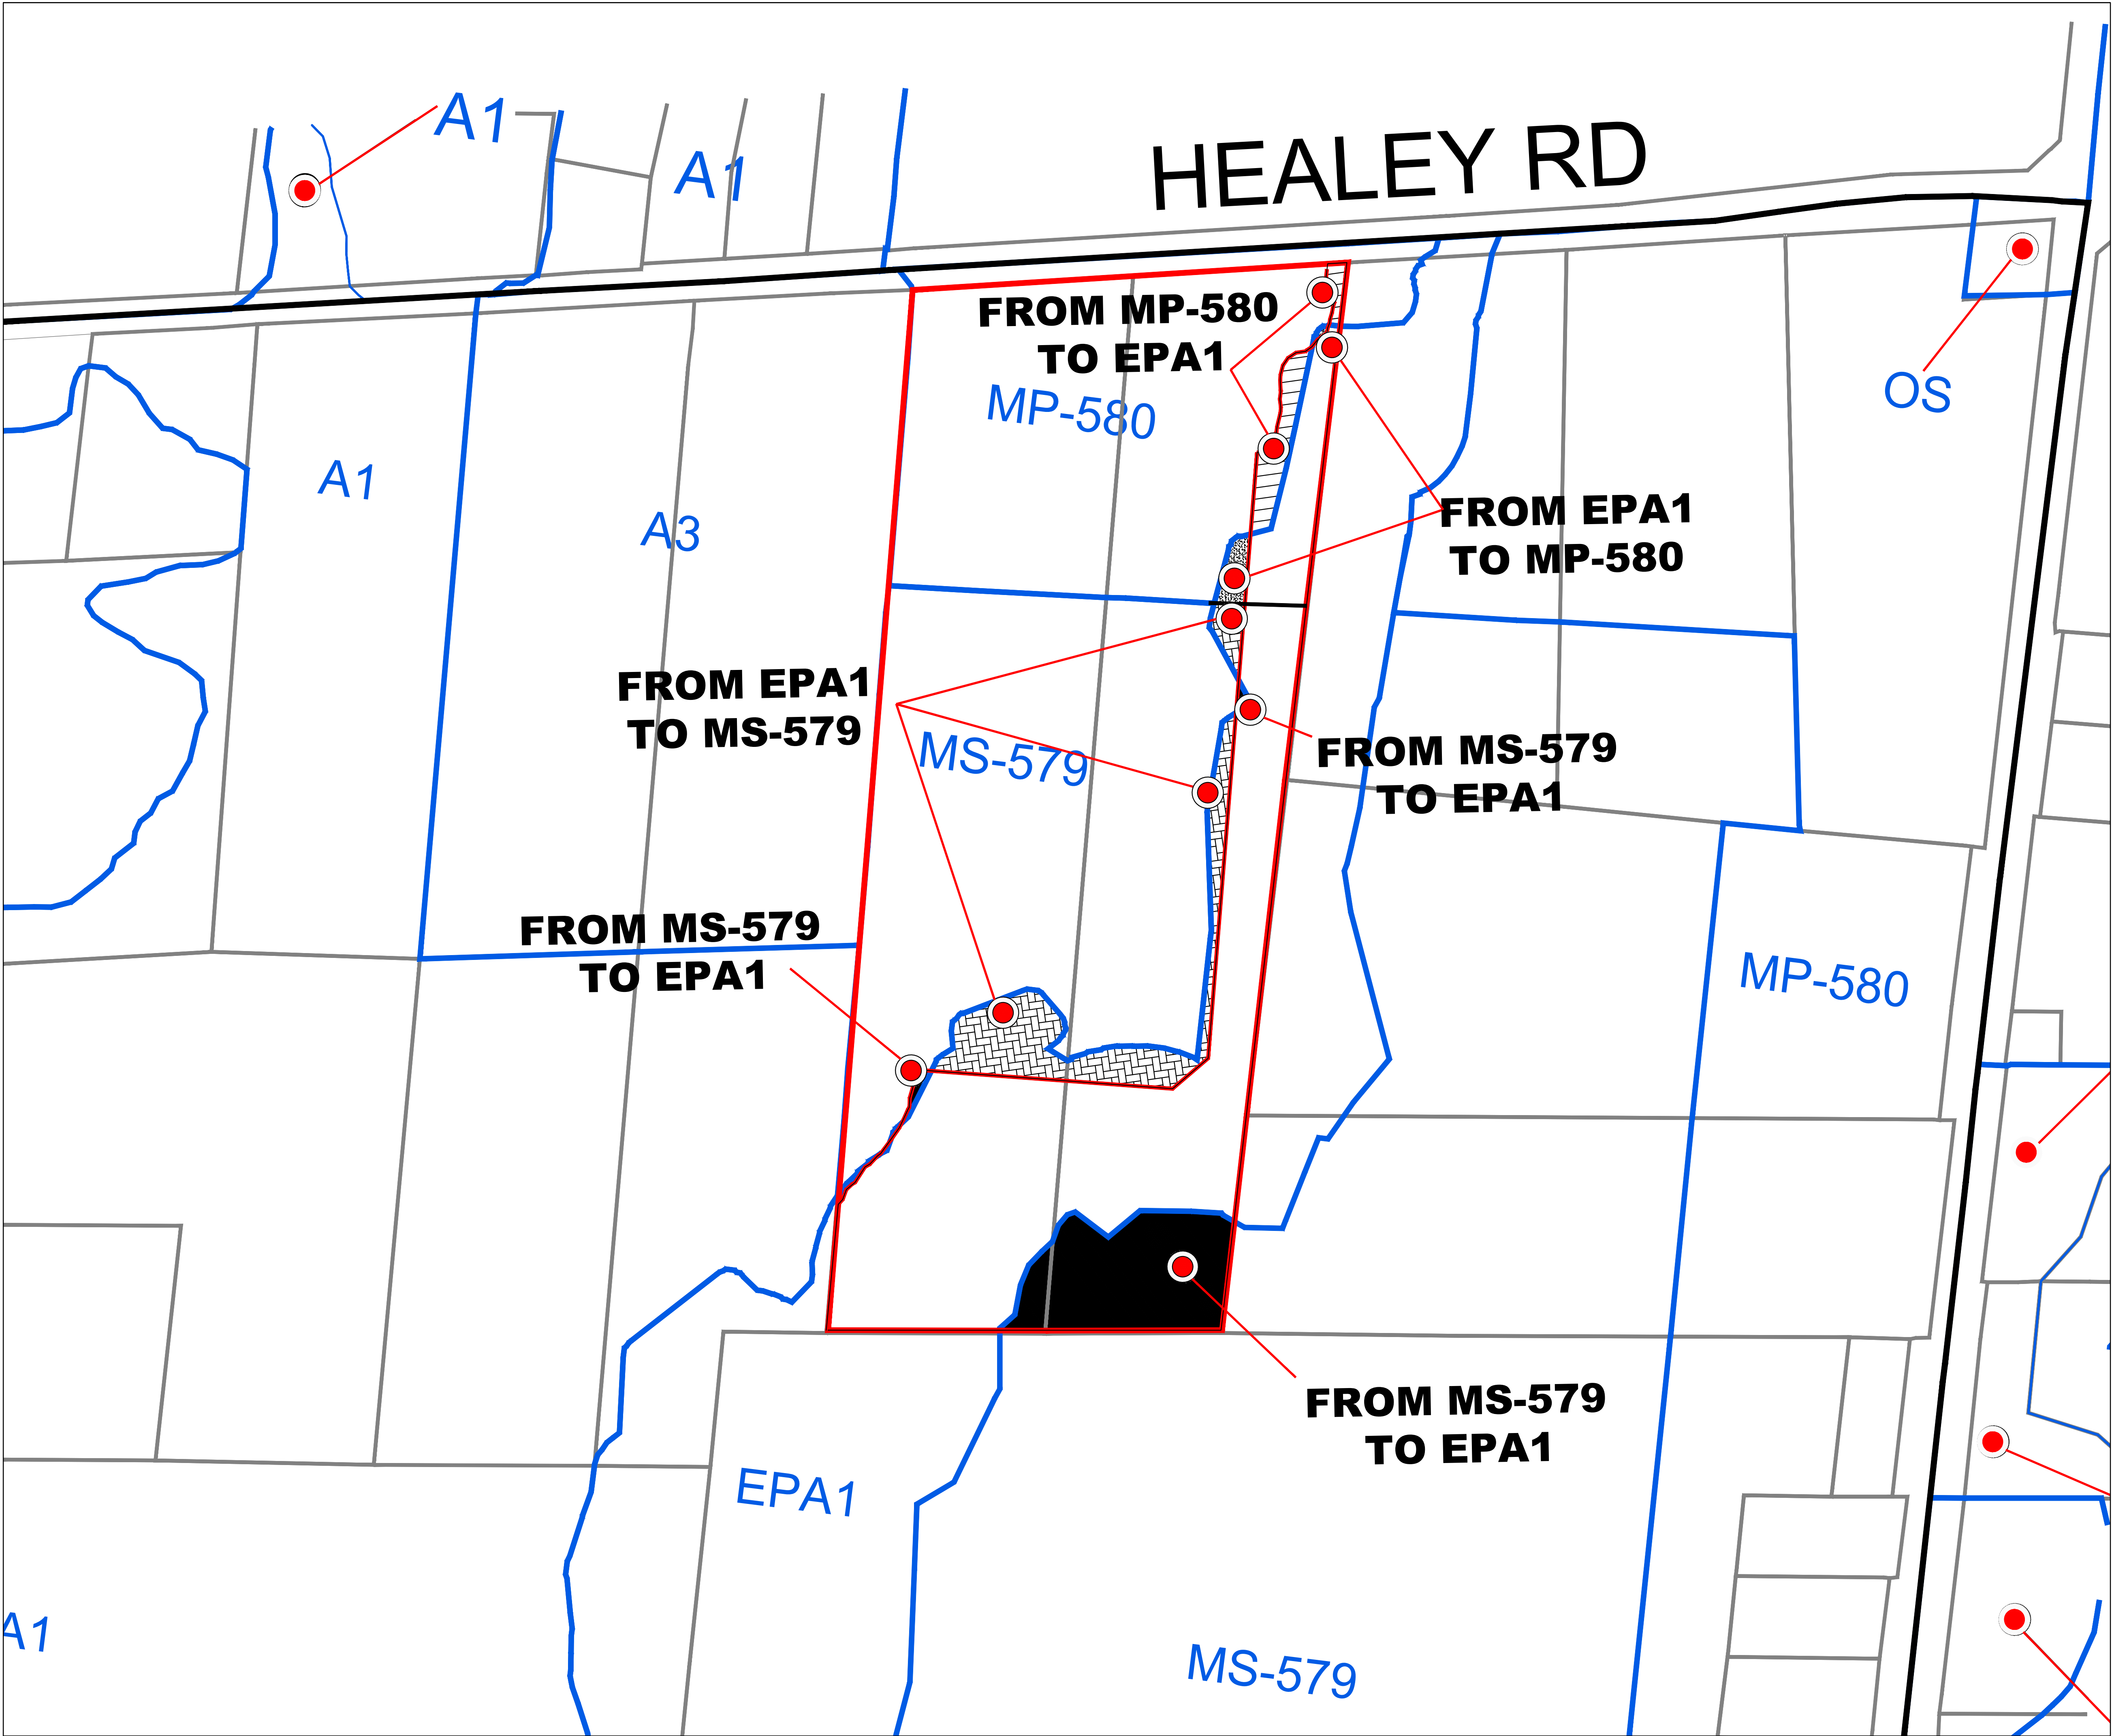 A1
A1
HEALEY RD
FROM MP-580
TO EPA1
MP-580
OS
A1
A3
FROM EPA1
TO MP-580
FROM EPA1
TO MS-579
MS-579
FROM MS-579
TO EPA1
FROM MS-579
TO EPA1
MP-580
FROM MS-579
TO EPA1
EPA1
A1
MS-579